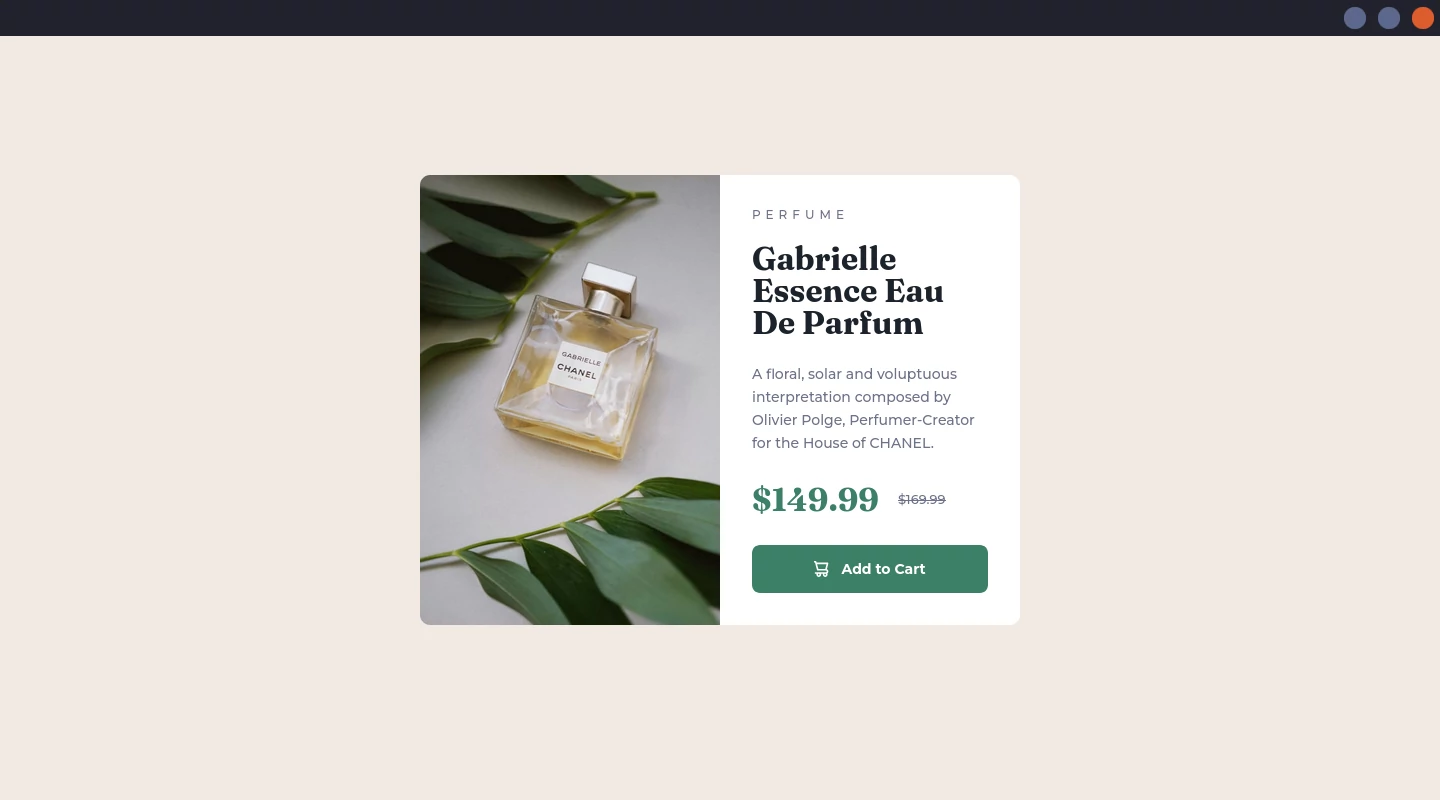 PERFUME
Gabrielle
Essence Eau
De Parfum
A floral, solar and voluptuous
interpretation composed by
Olivier Polge, Perfumer-Creator
for the House of CHANEL.
$149.99 $169.99
Add to Cart
GABRIELLE
CHANEL
PARIS